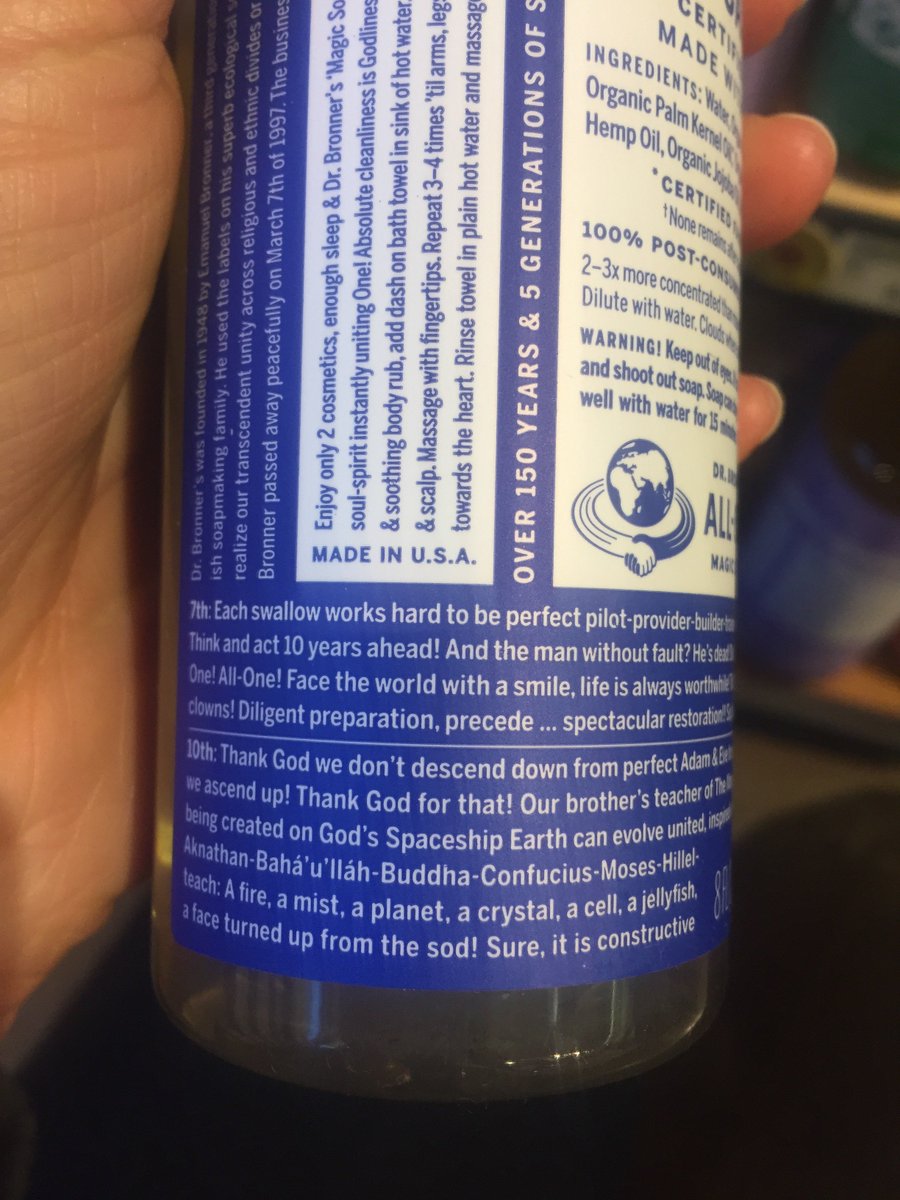 Dr. Bronner's was founded in 1948 by Emanuel Bronner, a third generation
ish soapmaking family. He used the labels on his superb ecological
realize our transcendent unity across religious and ethnic divides or
Bronner passed away peacefully on March 7th of 1997. The business
Enjoy only 2 cosmetics, enough sleep & Dr. Bronner's 'Magic So
soul-spirit instantly uniting One! Absolute cleanliness is Godliness
& soothing body rub, add dash on bath towel in sink of hot water.
& scalp. Massage with fingertips. Repeat 3–4 times 'til arms, legs
towards the heart. Rinse towel in plain hot water and massage
MADE IN U.S.A.
OVER 150 YEARS & 5 GENERATIONS OF S
CERTIF
MADE W
INGREDIENTS: Water,
Organic Palm Kernel
Hemp Oil, Organic Jojoba
*CERTIFIED
†None remains
100% POST-CONSU
2–3x more concentrated
Dilute with water. Clouds
WARNING! Keep out of eyes.
and shoot out soap. Soap can
well with water for 15
DR. BR
ALL-
MAGIC
7th: Each swallow works hard to be perfect pilot-provider-builder-
Think and act 10 years ahead! And the man without fault? He's dead
One! All-One! Face the world with a smile, life is always worthwhile
clowns! Diligent preparation, precede ... spectacular restoration!!
10th: Thank God we don't descend down from perfect Adam & Eve
we ascend up! Thank God for that! Our brother's teacher of The
being created on God's Spaceship Earth can evolve united,
Aknathan-Bahá'u'lláh-Buddha-Confucius-Moses-Hillel-
teach: A fire, a mist, a planet, a crystal, a cell, a jellyfish,
a face turned up from the sod! Sure, it is constructive
8 FL